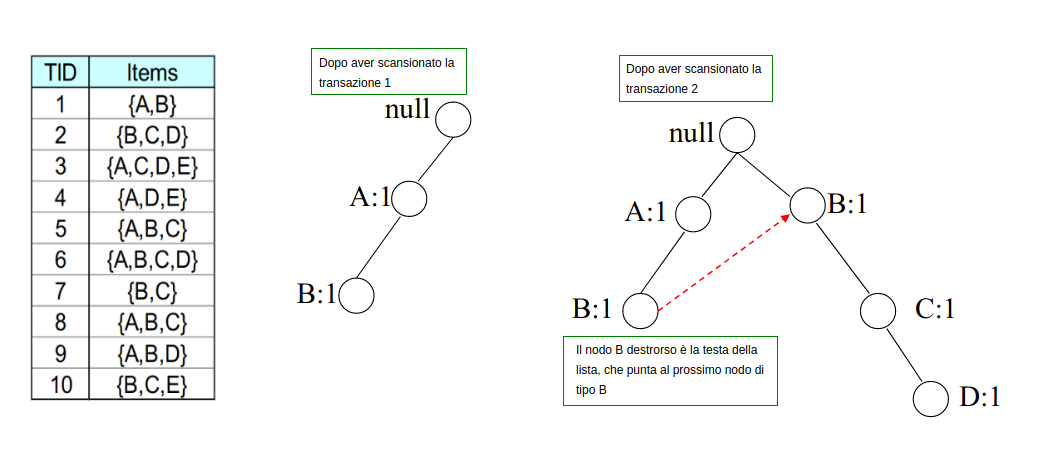 TID Items
1 {A,B}
2 {B,C,D}
3 {A,C,D,E}
4 {A,D,E}
5 {A,B,C}
6 {A,B,C,D}
7 {B,C}
8 {A,B,C}
9 {A,B,D}
10 {B,C,E}
Dopo aver scansionato la
transazione 1
null
A:1
B:1
Dopo aver scansionato la
transazione 2
null
A:1
B:1
B:1
C:1
Il nodo B destrorso è la testa della
lista, che punta al prossimo nodo di
tipo B
D:1